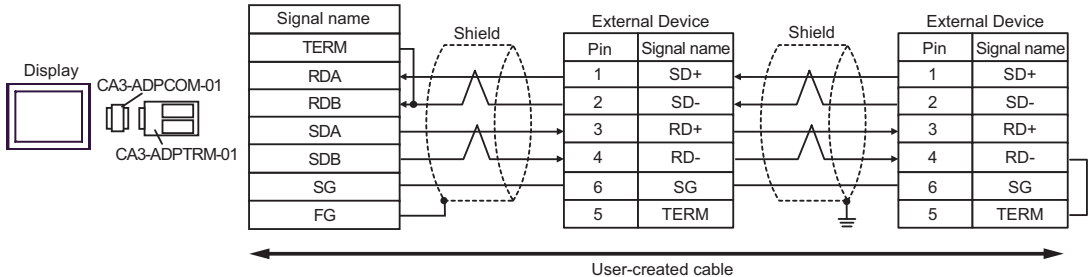 Display
CA3-ADPCOM-01
CA3-ADPTRM-01
Signal name
TERM
RDA
RDB
SDA
SDB
SG
FG
Shield
External Device
Pin Signal name
1 SD+
2 SD-
3 RD+
4 RD-
6 SG
5 TERM
Shield
External Device
Pin Signal name
1 SD+
2 SD-
3 RD+
4 RD-
6 SG
5 TERM
User-created cable